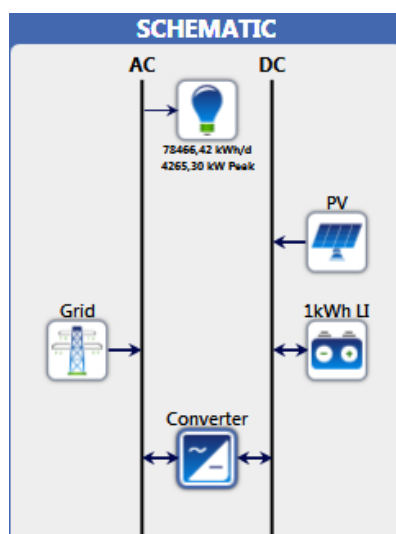 SCHEMATIC
AC DC
78466,42 kWh/d
4265,30 kW Peak
PV
Grid
1kWh LI
Converter